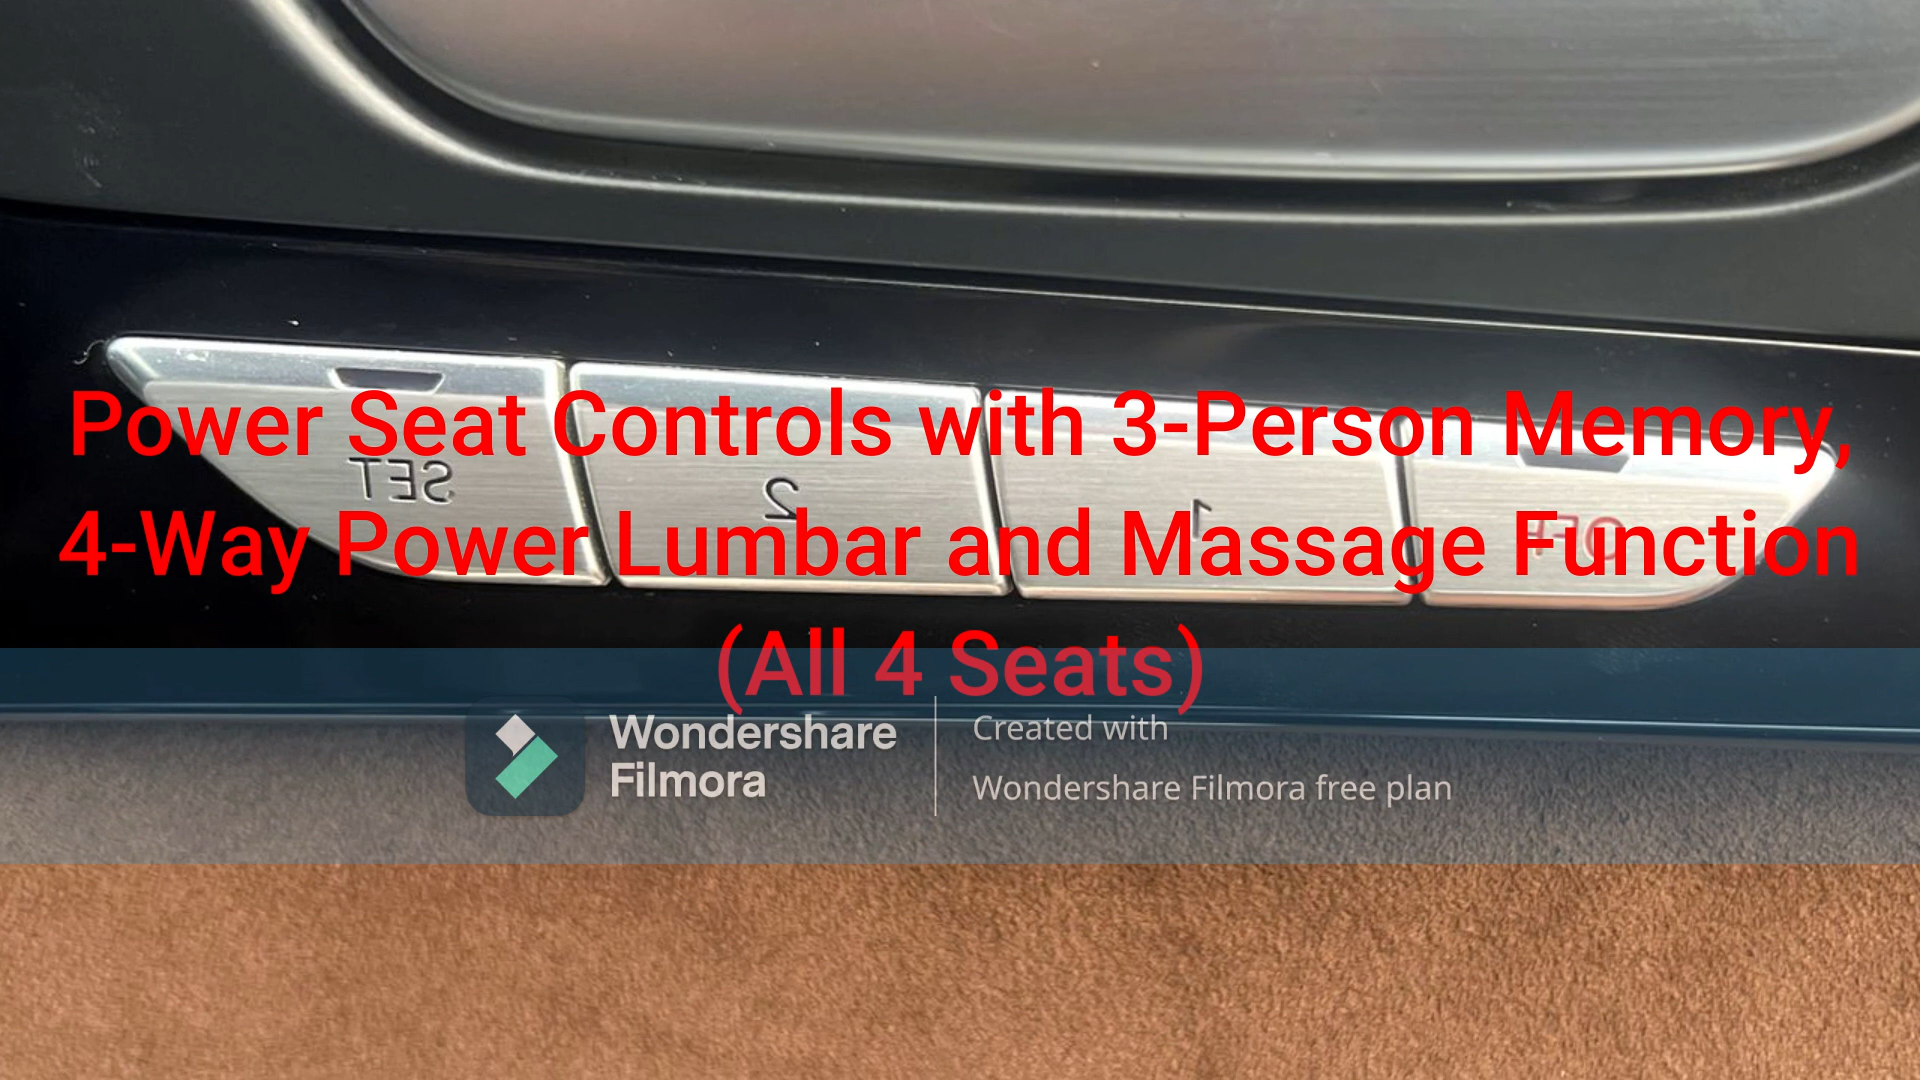 Power Seat Controls with 3-Person Memory,
SET 2 1 OFF
4-Way Power Lumbar and Massage Function
(All 4 Seats)
Wondershare
Filmora
Created with
Wondershare Filmora free plan